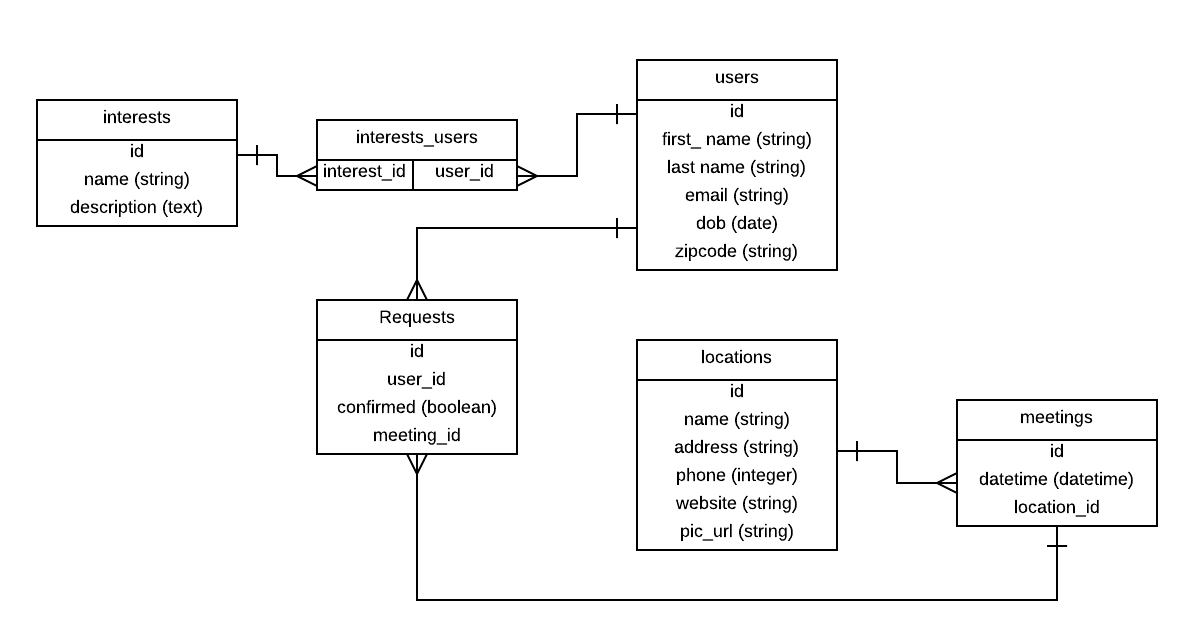 users
id
first_ name (string)
last name (string)
email (string)
dob (date)
zipcode (string)
interests
id
name (string)
description (text)
interests_users
interest_id
user_id
Requests
id
user_id
confirmed (boolean)
meeting_id
locations
id
name (string)
address (string)
phone (integer)
website (string)
pic_url (string)
meetings
id
datetime (datetime)
location_id